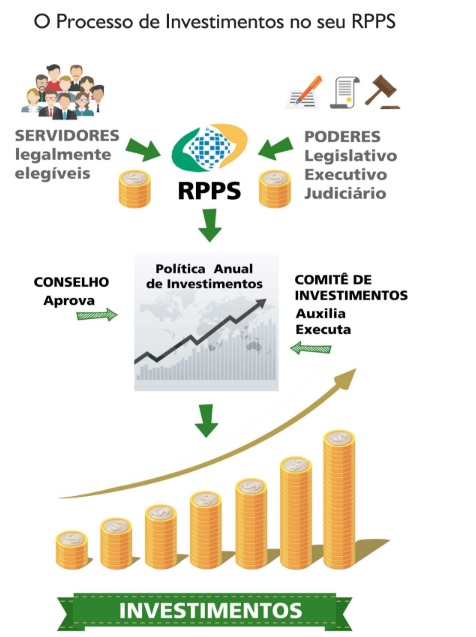 O Processo de Investimentos no seu RPPS
SERVIDORES
legalmente
elegíveis
RPPS
PODERES
Legislativo
Executivo
Judiciário
CONSELHO
Aprova
Política Anual
de Investimentos
COMITÊ DE
INVESTIMENTOS
Auxilia
Executa
INVESTIMENTOS